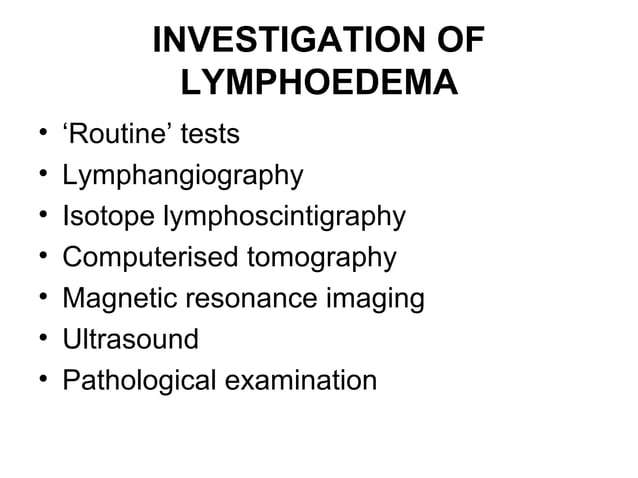 INVESTIGATION OF
LYMPHOEDEMA
• ‘Routine’ tests
• Lymphangiography
• Isotope lymphoscintigraphy
• Computerised tomography
• Magnetic resonance imaging
• Ultrasound
• Pathological examination